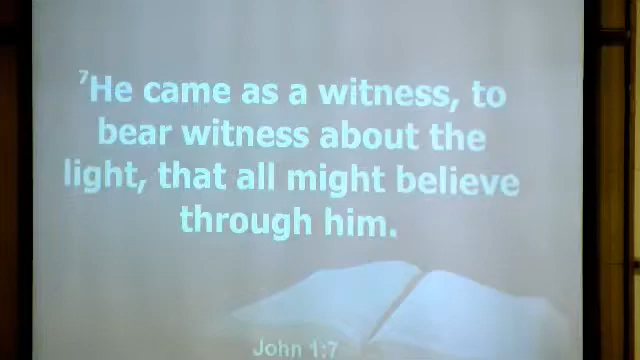 ⁷He came as a witness, to
bear witness about the
light, that all might believe
through him.
John 1:7